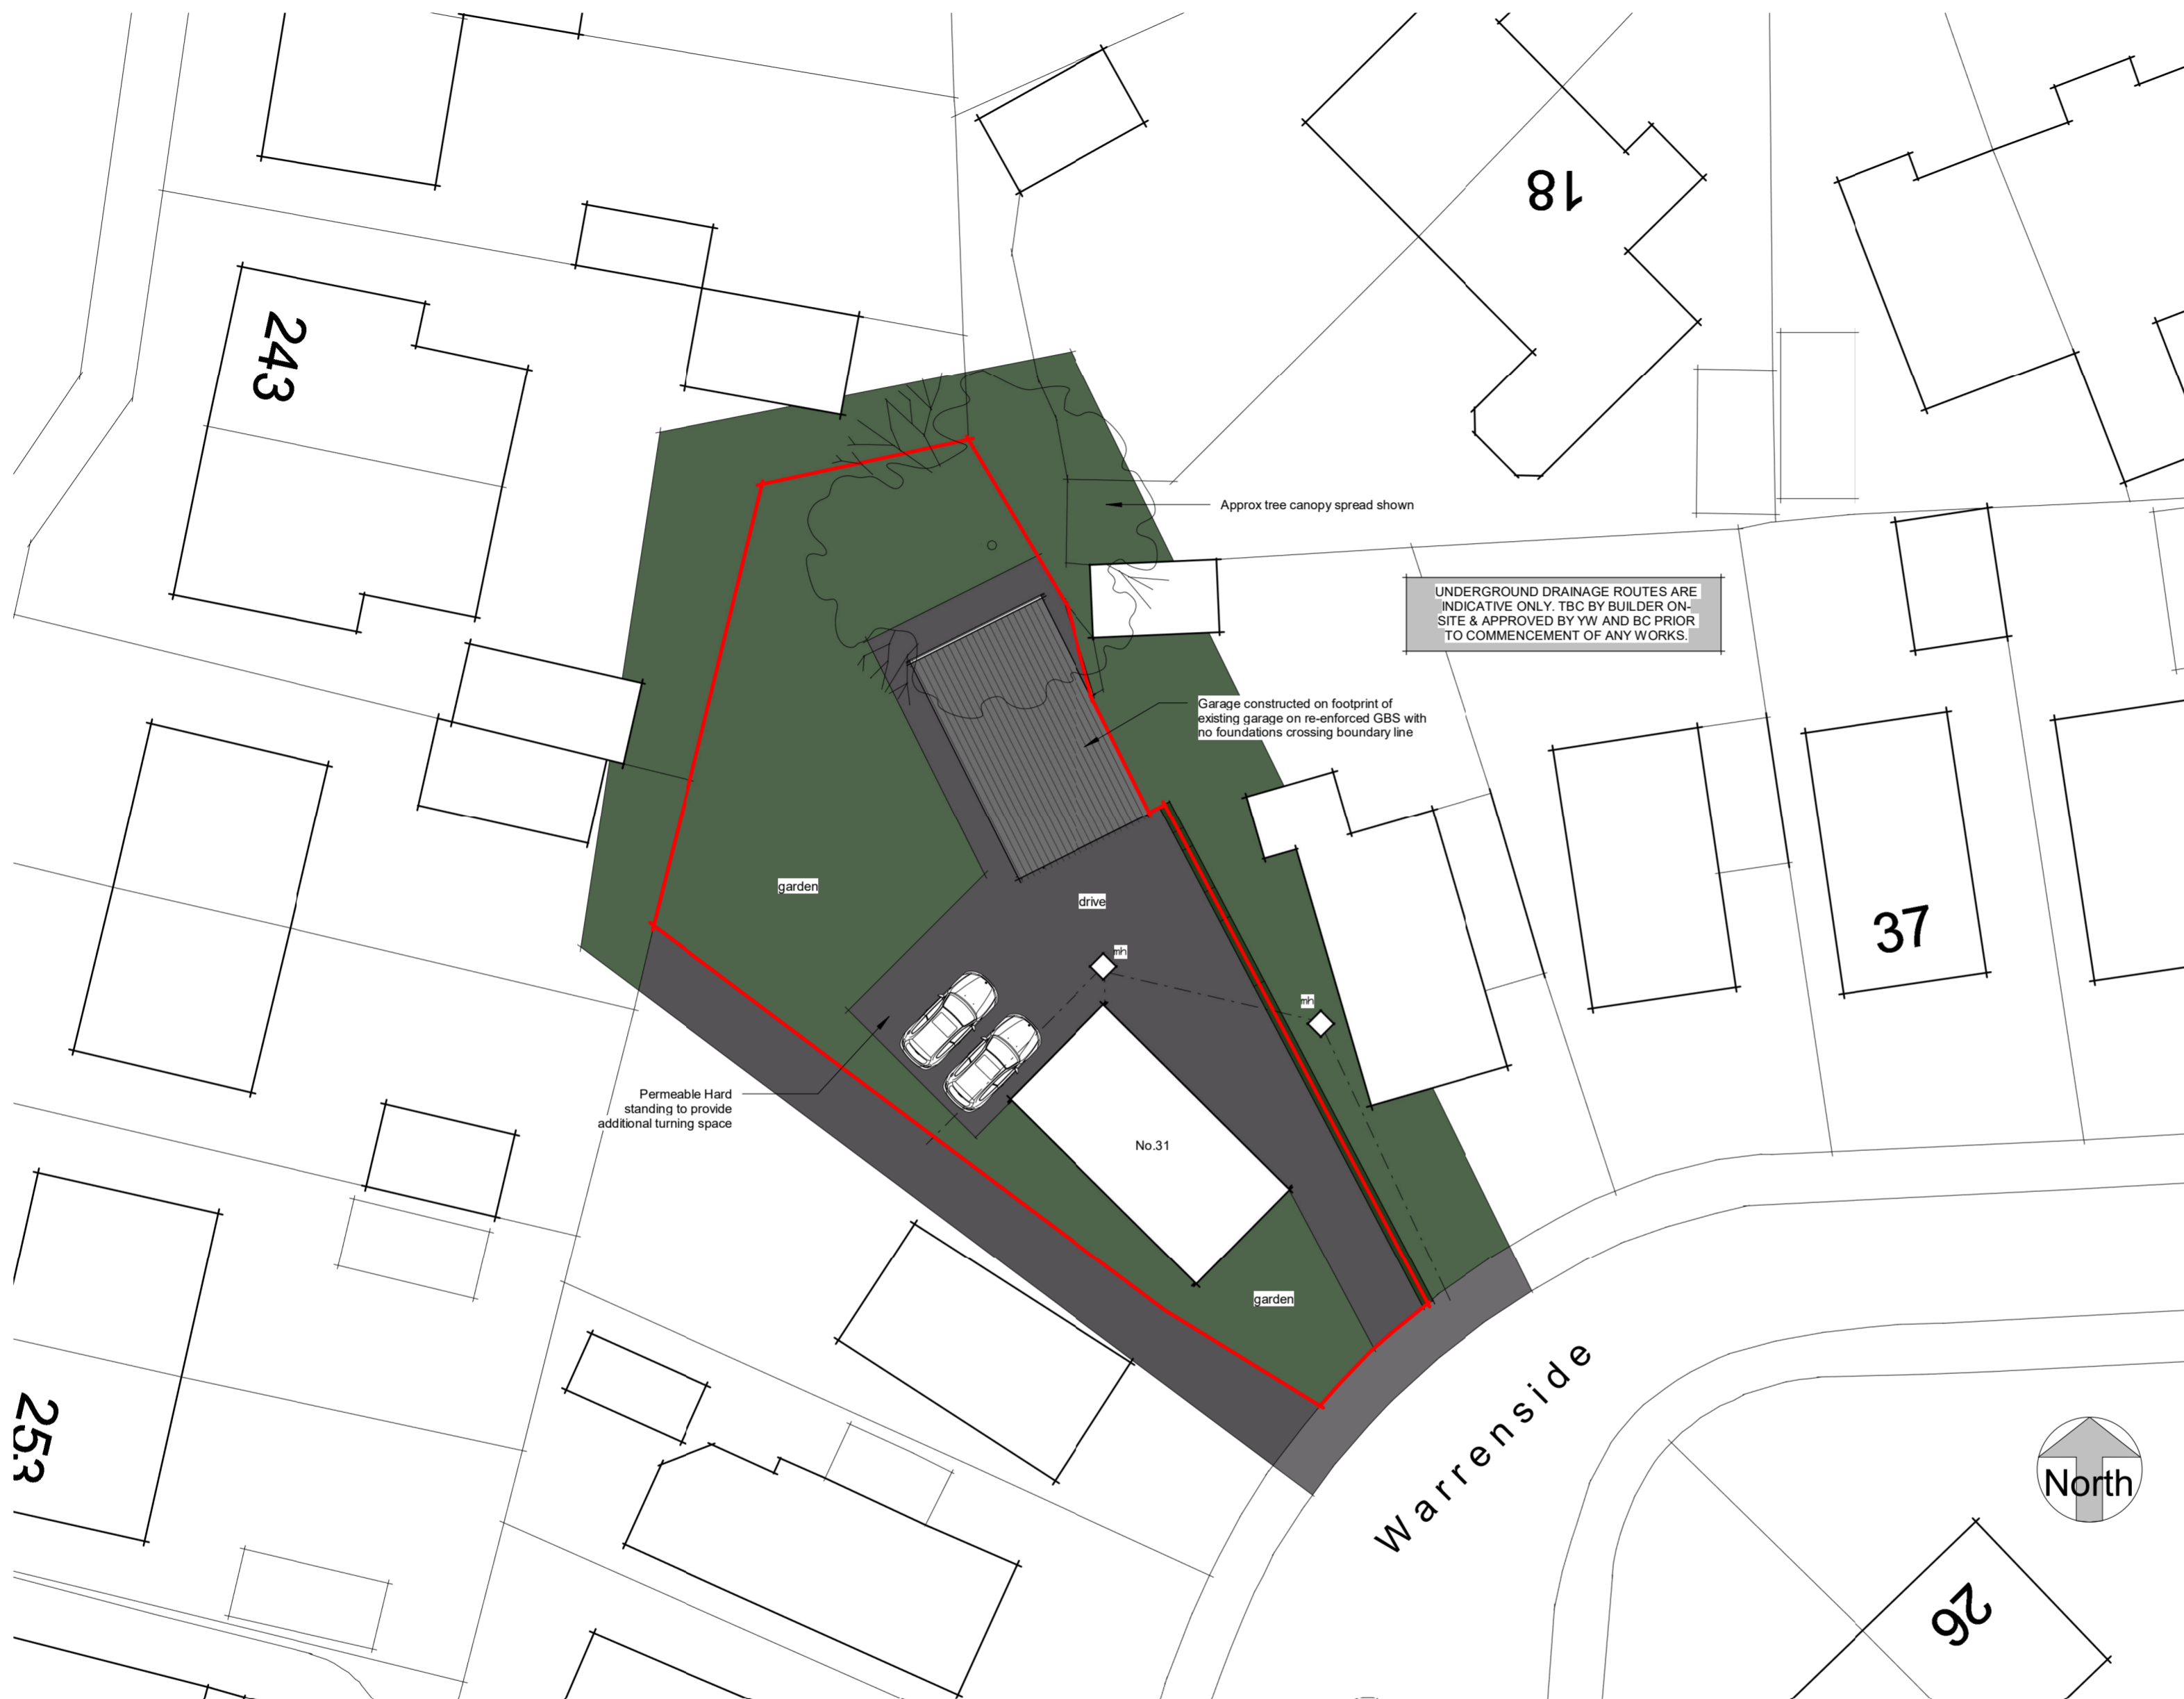 18
243
Approx tree canopy spread shown
UNDERGROUND DRAINAGE ROUTES ARE
INDICATIVE ONLY. TBC BY BUILDER ON-
SITE & APPROVED BY YW AND BC PRIOR
TO COMMENCEMENT OF ANY WORKS.
Garage constructed on footprint of
existing garage on re-enforced GBS with
no foundations crossing boundary line
garden
drive
37
mh
mh
Permeable Hard
standing to provide
additional turning space
No.31
garden
Warrenside
253
North
26